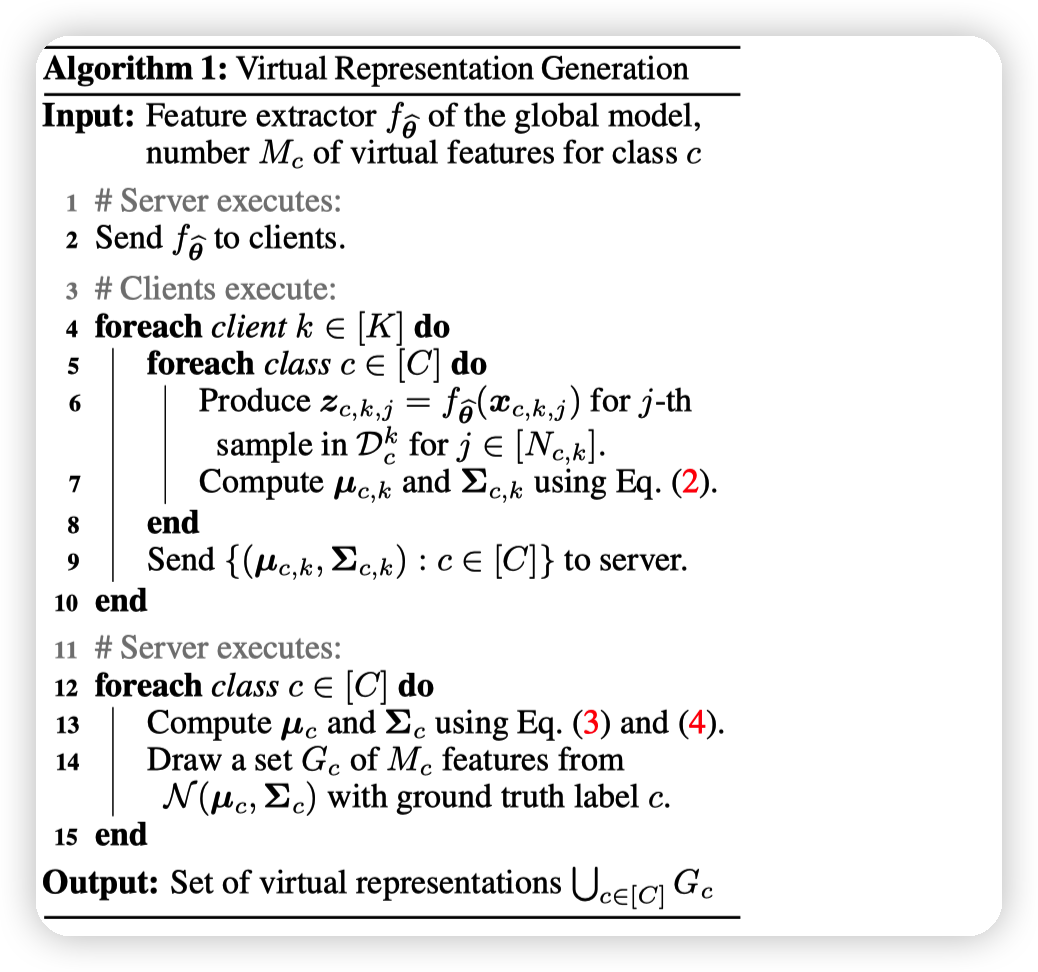 Algorithm 1: Virtual Representation Generation
Input: Feature extractor $f_{\widehat{\boldsymbol{\theta}}}$ of the global model,
number $M_c$ of virtual features for class $c$
1 # Server executes:
2 Send $f_{\widehat{\boldsymbol{\theta}}}$ to clients.
3 # Clients execute:
4 foreach client $k \in [K]$ do
5 foreach class $c \in [C]$ do
6 Produce $\boldsymbol{z}_{c,k,j} = f_{\widehat{\boldsymbol{\theta}}}(\boldsymbol{x}_{c,k,j})$ for $j$-th
sample in $\mathcal{D}_c^k$ for $j \in [N_{c,k}]$.
7 Compute $\boldsymbol{\mu}_{c,k}$ and $\boldsymbol{\Sigma}_{c,k}$ using Eq. (2).
8 end
9 Send $\{(\boldsymbol{\mu}_{c,k}, \boldsymbol{\Sigma}_{c,k}) : c \in [C]\}$ to server.
10 end
11 # Server executes:
12 foreach class $c \in [C]$ do
13 Compute $\boldsymbol{\mu}_c$ and $\boldsymbol{\Sigma}_c$ using Eq. (3) and (4).
14 Draw a set $G_c$ of $M_c$ features from
$\mathcal{N}(\boldsymbol{\mu}_c, \boldsymbol{\Sigma}_c)$ with ground truth label $c$.
15 end
Output: Set of virtual representations $\bigcup_{c \in [C]} G_c$